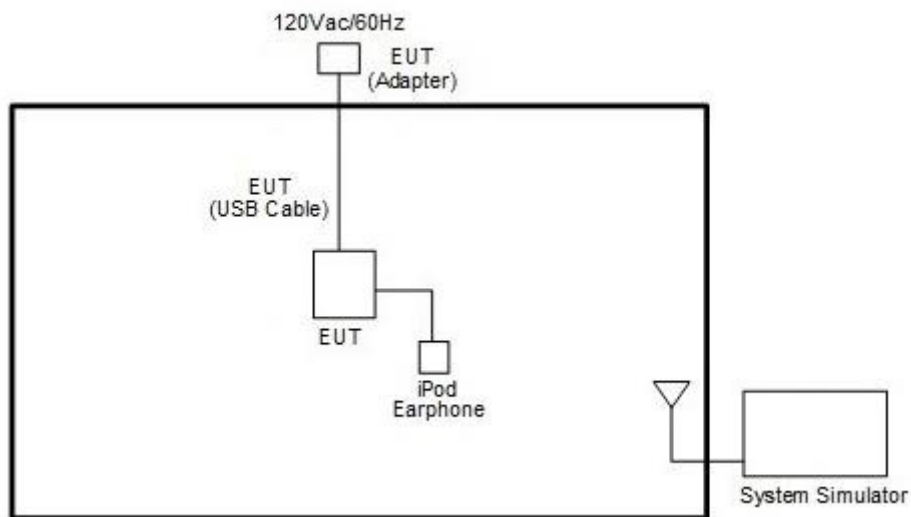 120Vac/60Hz
EUT
(Adapter)
EUT
(USB Cable)
EUT
iPod
Earphone
System Simulator